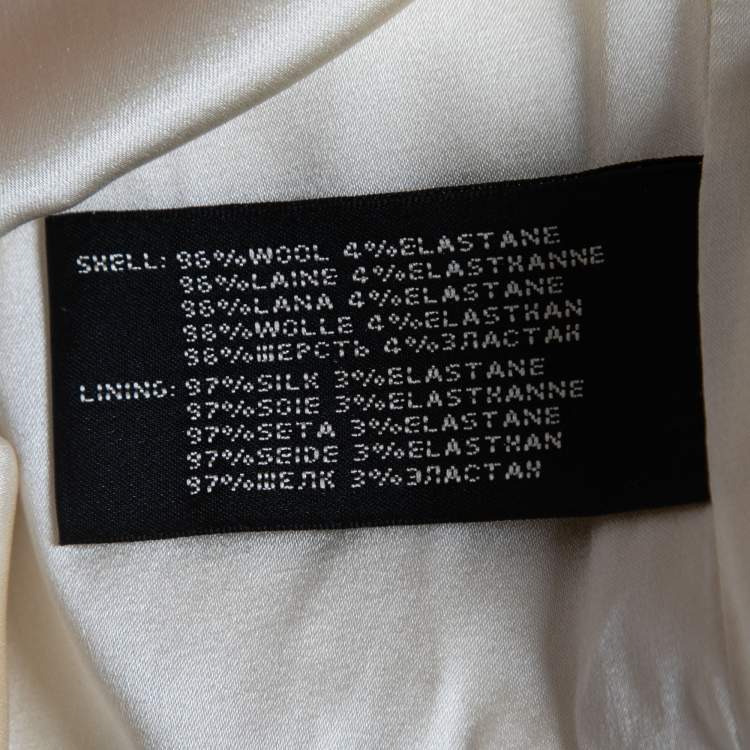 SHELL: 96%WOOL 4%ELASTANE
96%LAINE 4%ELASTHANNE
96%LANA 4%ELASTANE
96%WOLLE 4%ELASTHAN
96%ШЕРСТЬ 4%ЭЛАСТАН
LINING: 97%SILK 3%ELASTANE
97%SOIE 3%ELASTHANNE
97%SETA 3%ELASTANE
97%SEIDE 3%ELASTHAN
97%ШЕЛК 3%ЭЛАСТАН